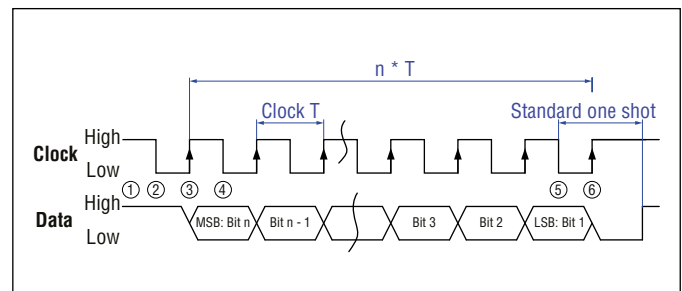 n * T
Clock T
Standard one shot
High
Clock
Low
① ② ③ ④ ⑤ ⑥
High
Data
Low
MSB: Bit n
Bit n - 1
Bit 3
Bit 2
LSB: Bit 1